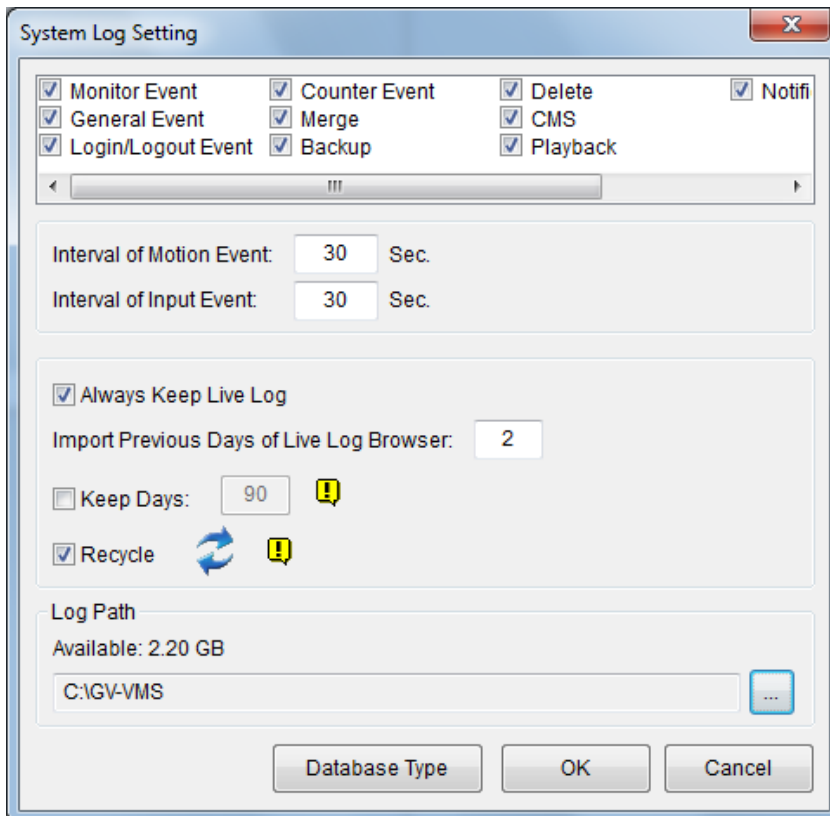 System Log Setting
Monitor Event Counter Event Delete Notifi
General Event Merge CMS
Login/Logout Event Backup Playback
Interval of Motion Event: 30 Sec.
Interval of Input Event: 30 Sec.
Always Keep Live Log
Import Previous Days of Live Log Browser: 2
Keep Days: 90
Recycle
Log Path
Available: 2.20 GB
C:\GV-VMS
...
Database Type OK Cancel